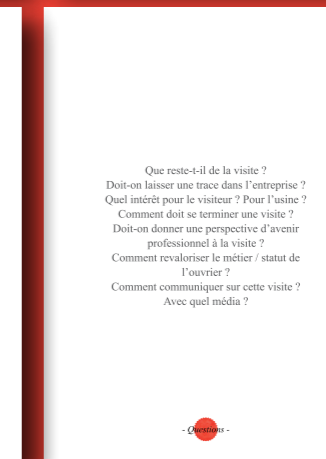 Que reste-t-il de la visite ?
Doit-on laisser une trace dans l’entreprise ?
Quel intérêt pour le visiteur ? Pour l’usine ?
Comment doit se terminer une visite ?
Doit-on donner une perspective d’avenir
professionnel à la visite ?
Comment revaloriser le métier / statut de
l’ouvrier ?
Comment communiquer sur cette visite ?
Avec quel média ?
- Questions -